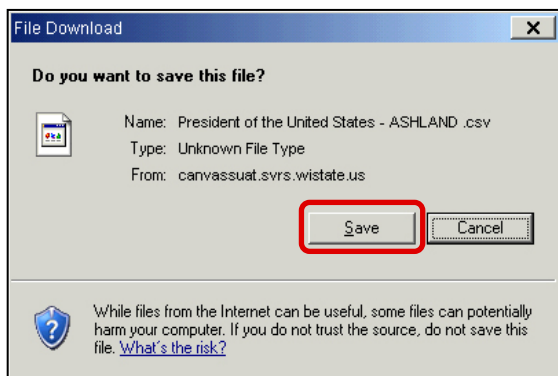 File Download
Do you want to save this file?
Name: President of the United States - ASHLAND .csv
Type: Unknown File Type
From: canvassuat.svrs.wistate.us
Save
Cancel
While files from the Internet can be useful, some files can potentially
harm your computer. If you do not trust the source, do not save this
file. What's the risk?